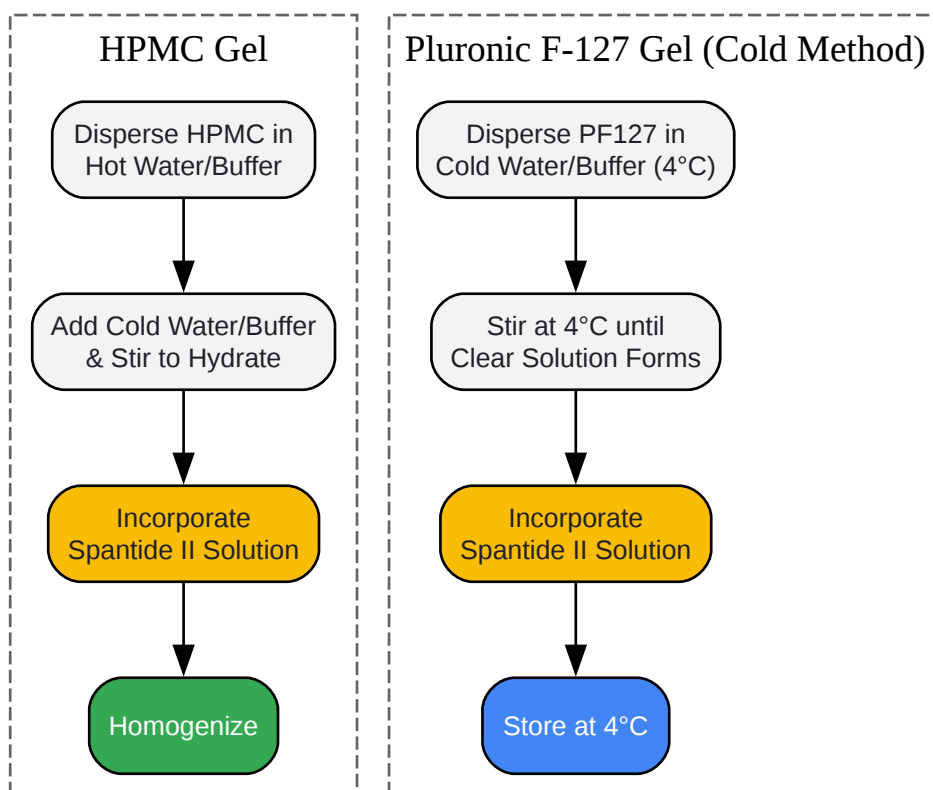 HPMC Gel
Disperse HPMC in
Hot Water/Buffer
Add Cold Water/Buffer
& Stir to Hydrate
Incorporate
Spantide II Solution
Homogenize
Pluronic F-127 Gel (Cold Method)
Disperse PF127 in
Cold Water/Buffer (4°C)
Stir at 4°C until
Clear Solution Forms
Incorporate
Spantide II Solution
Store at 4°C